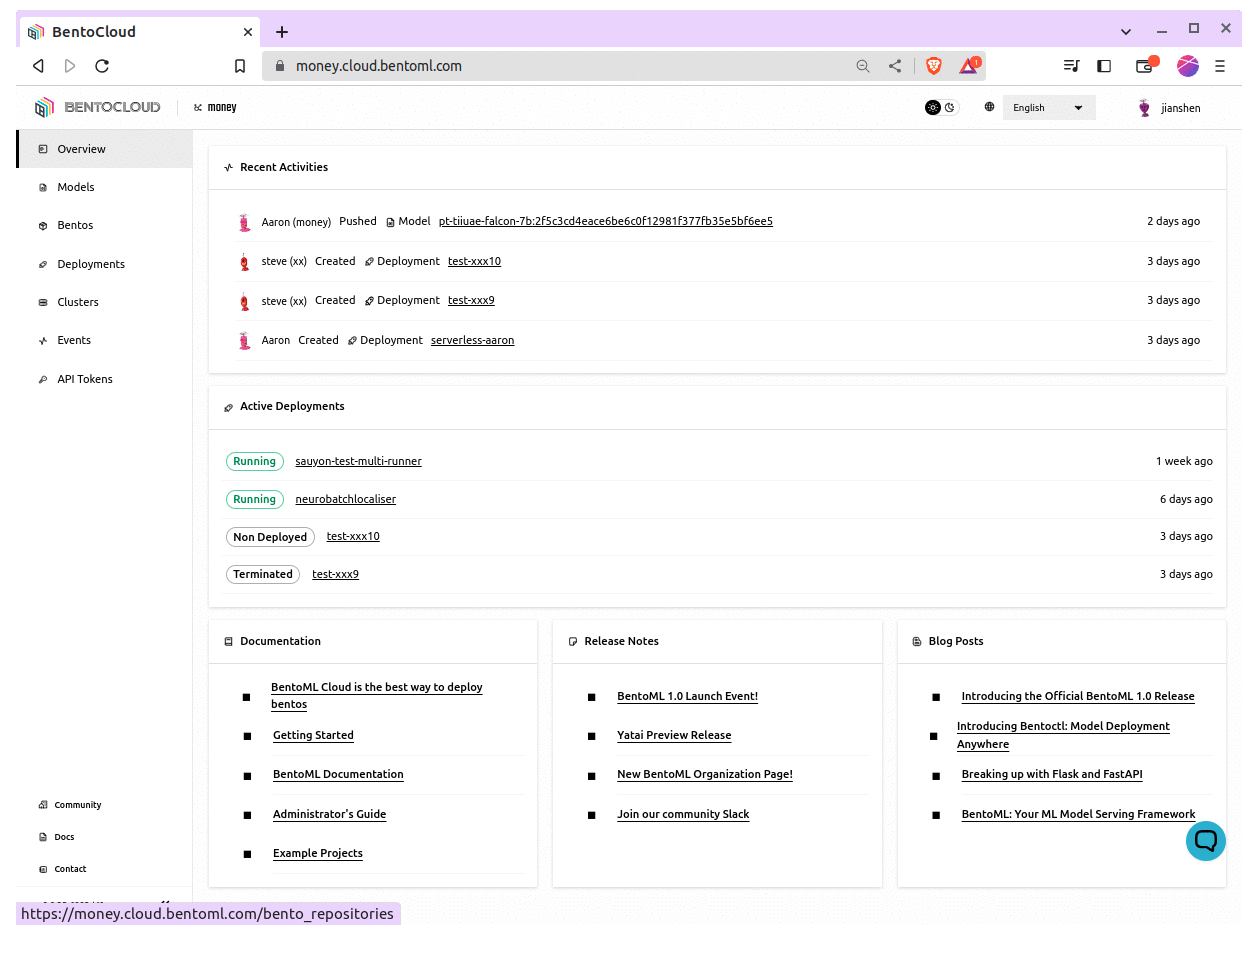 BentoCloud
money.cloud.bentoml.com
1
BENTOCLOUD
money
English
jianshen
Overview
Models
Bentos
Deployments
Clusters
Events
API Tokens
Recent Activities
Aaron (money) Pushed Model pt-tiiuae-falcon-7b:2f5c3cd4eace6be6c0f12981f377fb35e5bf6ee5 2 days ago
steve (xx) Created Deployment test-xxx10 3 days ago
steve (xx) Created Deployment test-xxx9 3 days ago
Aaron Created Deployment serverless-aaron 3 days ago
Active Deployments
Running sauyon-test-multi-runner 1 week ago
Running neurobatchlocaliser 6 days ago
Non Deployed test-xxx10 3 days ago
Terminated test-xxx9 3 days ago
Documentation
BentoML Cloud is the best way to deploy
bentos
Getting Started
BentoML Documentation
Administrator's Guide
Example Projects
Release Notes
BentoML 1.0 Launch Event!
Yatai Preview Release
New BentoML Organization Page!
Join our community Slack
Blog Posts
Introducing the Official BentoML 1.0 Release
Introducing Bentoctl: Model Deployment
Anywhere
Breaking up with Flask and FastAPI
BentoML: Your ML Model Serving Framework
Community
Docs
Contact
https://money.cloud.bentoml.com/bento_repositories